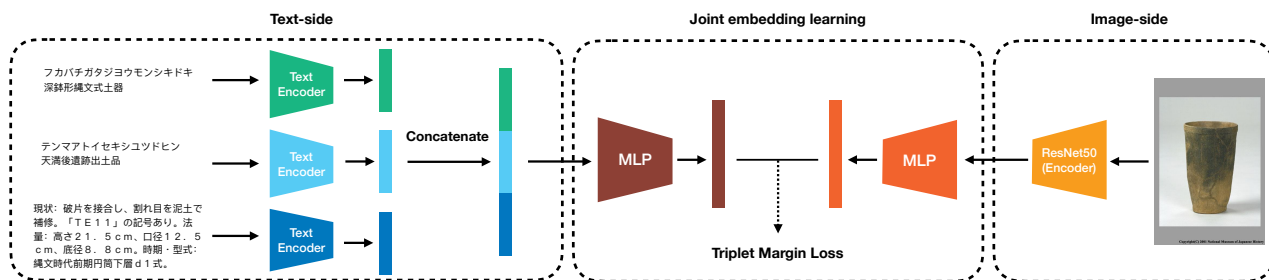 Text-side
Joint embedding learning
Image-side
フカバチガタジヨウモンシキドキ
深鉢形縄文式土器
Text
Encoder
テンマアトイセキシユツドヒン
天満後遺跡出土品
Text
Encoder
現状: 破片を接合し、割れ目を泥土で
補修。「ＴＥ１１」の記号あり。法
量: 高さ２１．５ｃｍ、口径１２．５
ｃｍ、底径８．８ｃｍ。時期・型式:
縄文時代前期円筒下層ｄ１式。
Text
Encoder
Concatenate
MLP
MLP
Triplet Margin Loss
ResNet50
(Encoder)